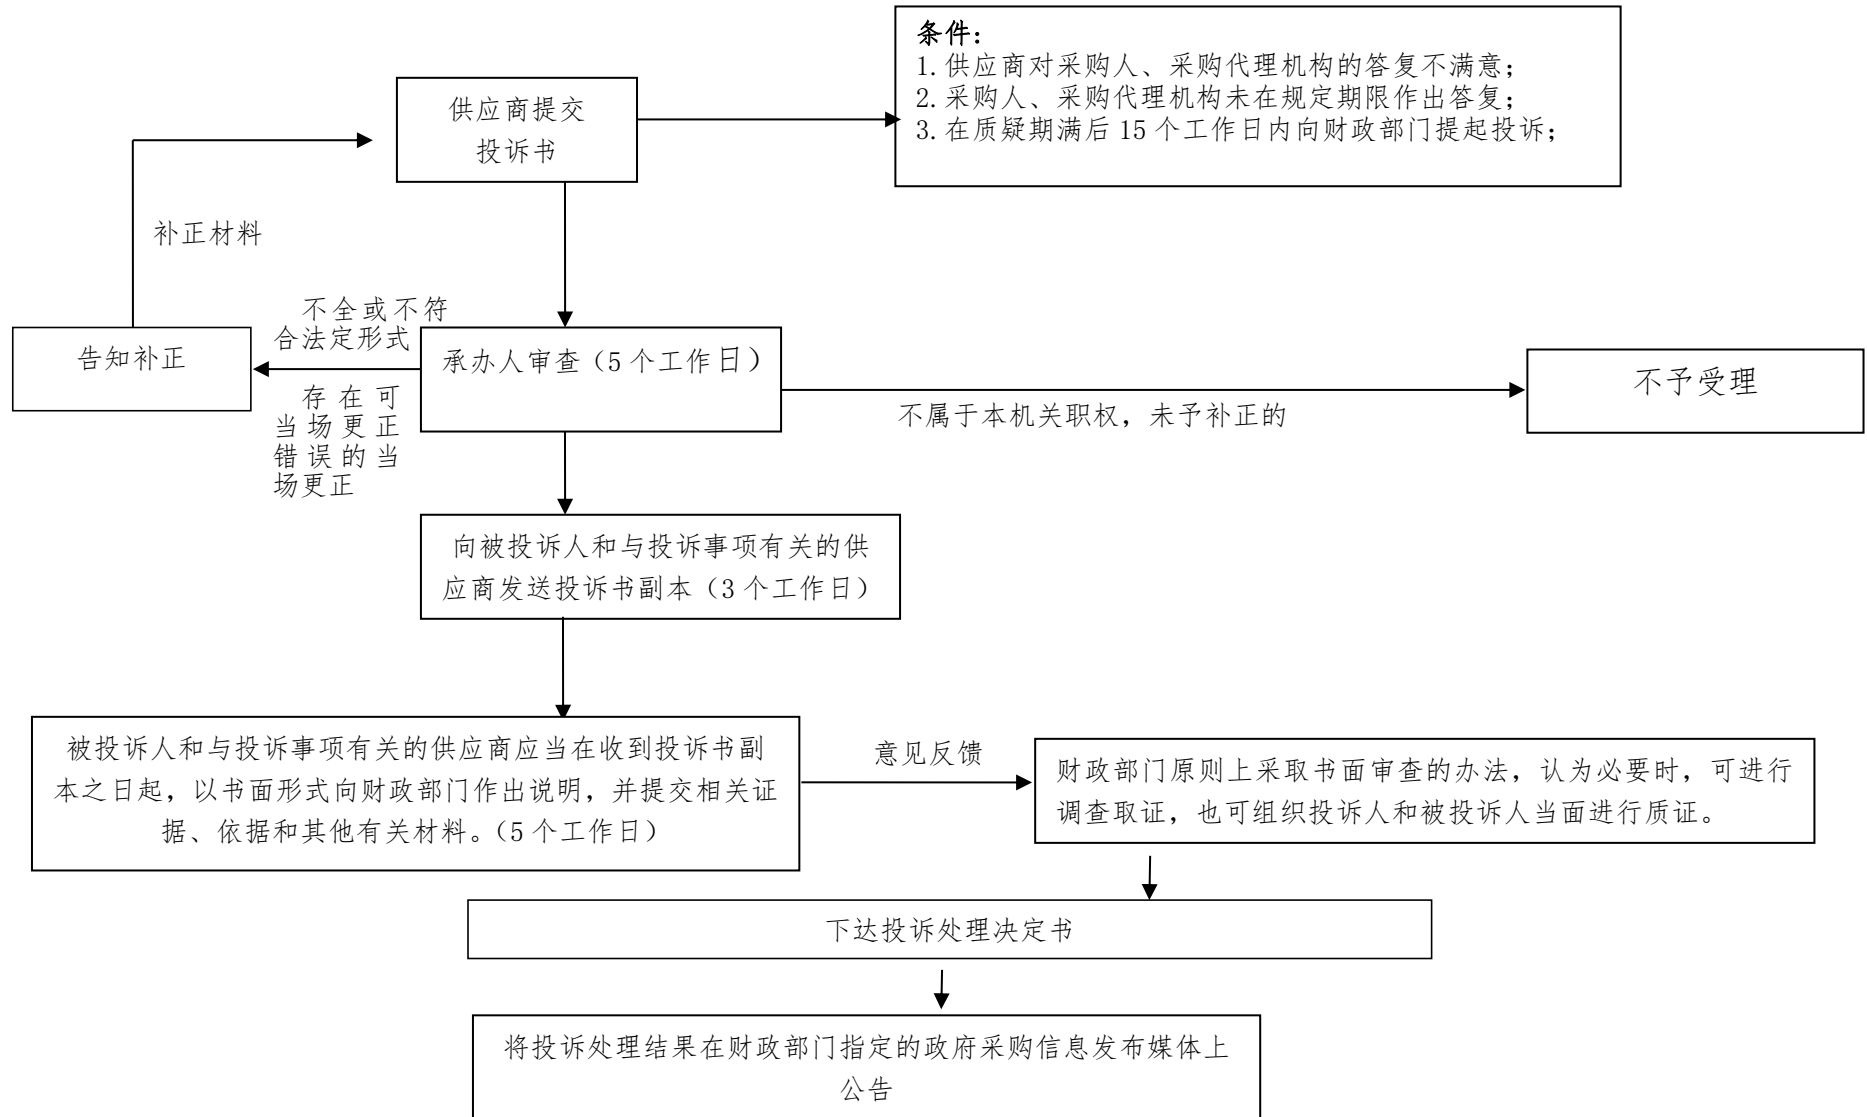 条件：
1.供应商对采购人、采购代理机构的答复不满意；
2.采购人、采购代理机构未在规定期限作出答复；
3.在质疑期满后 15 个工作日内向财政部门提起投诉；
供应商提交
投诉书
补正材料
不全或不符
合法定形式
告知补正
承办人审查（5 个工作日）
不予受理
存在可
当场更正
错误的当
场更正
不属于本机关职权，未予补正的
向被投诉人和与投诉事项有关的供
应商发送投诉书副本（3 个工作日）
被投诉人和与投诉事项有关的供应商应当在收到投诉书副
本之日起，以书面形式向财政部门作出说明，并提交相关证
据、依据和其他有关材料。（5 个工作日）
意见反馈
财政部门原则上采取书面审查的办法，认为必要时，可进行
调查取证，也可组织投诉人和被投诉人当面进行质证。
下达投诉处理决定书
将投诉处理结果在财政部门指定的政府采购信息发布媒体上
公告